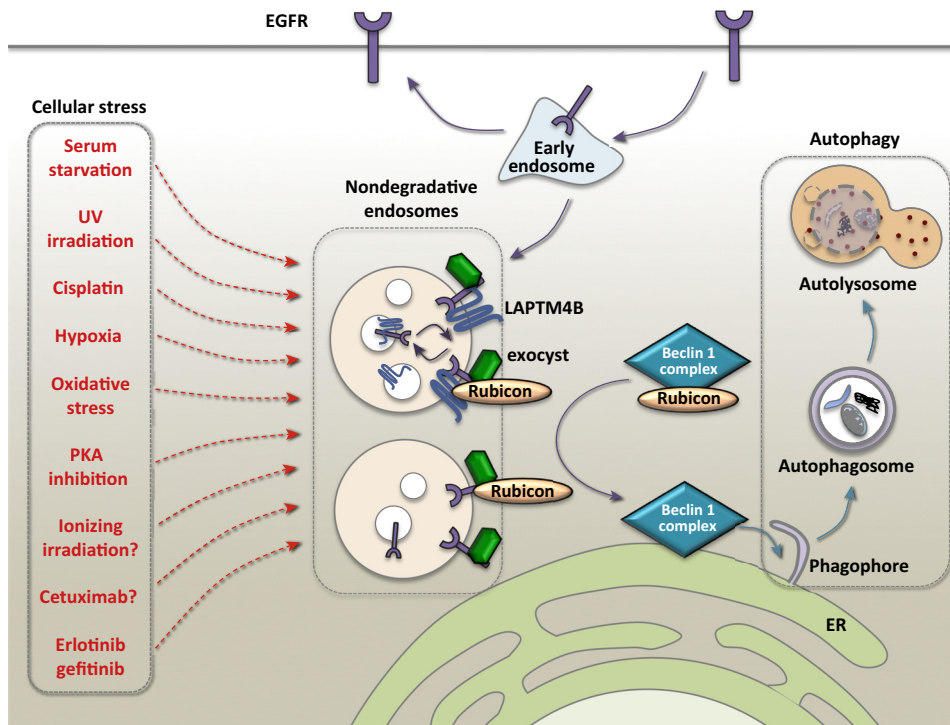 EGFR
Cellular stress
Serum
starvation
UV
irradiation
Cisplatin
Hypoxia
Oxidative
stress
PKA
inhibition
Ionizing
irradiation?
Cetuximab?
Erlotinib
gefitinib
Early
endosome
Nondegradative
endosomes
LAPTM4B
exocyst
Rubicon
Rubicon
Beclin 1
complex
Rubicon
Beclin 1
complex
Autophagy
Autolysosome
Autophagosome
Phagophore
ER